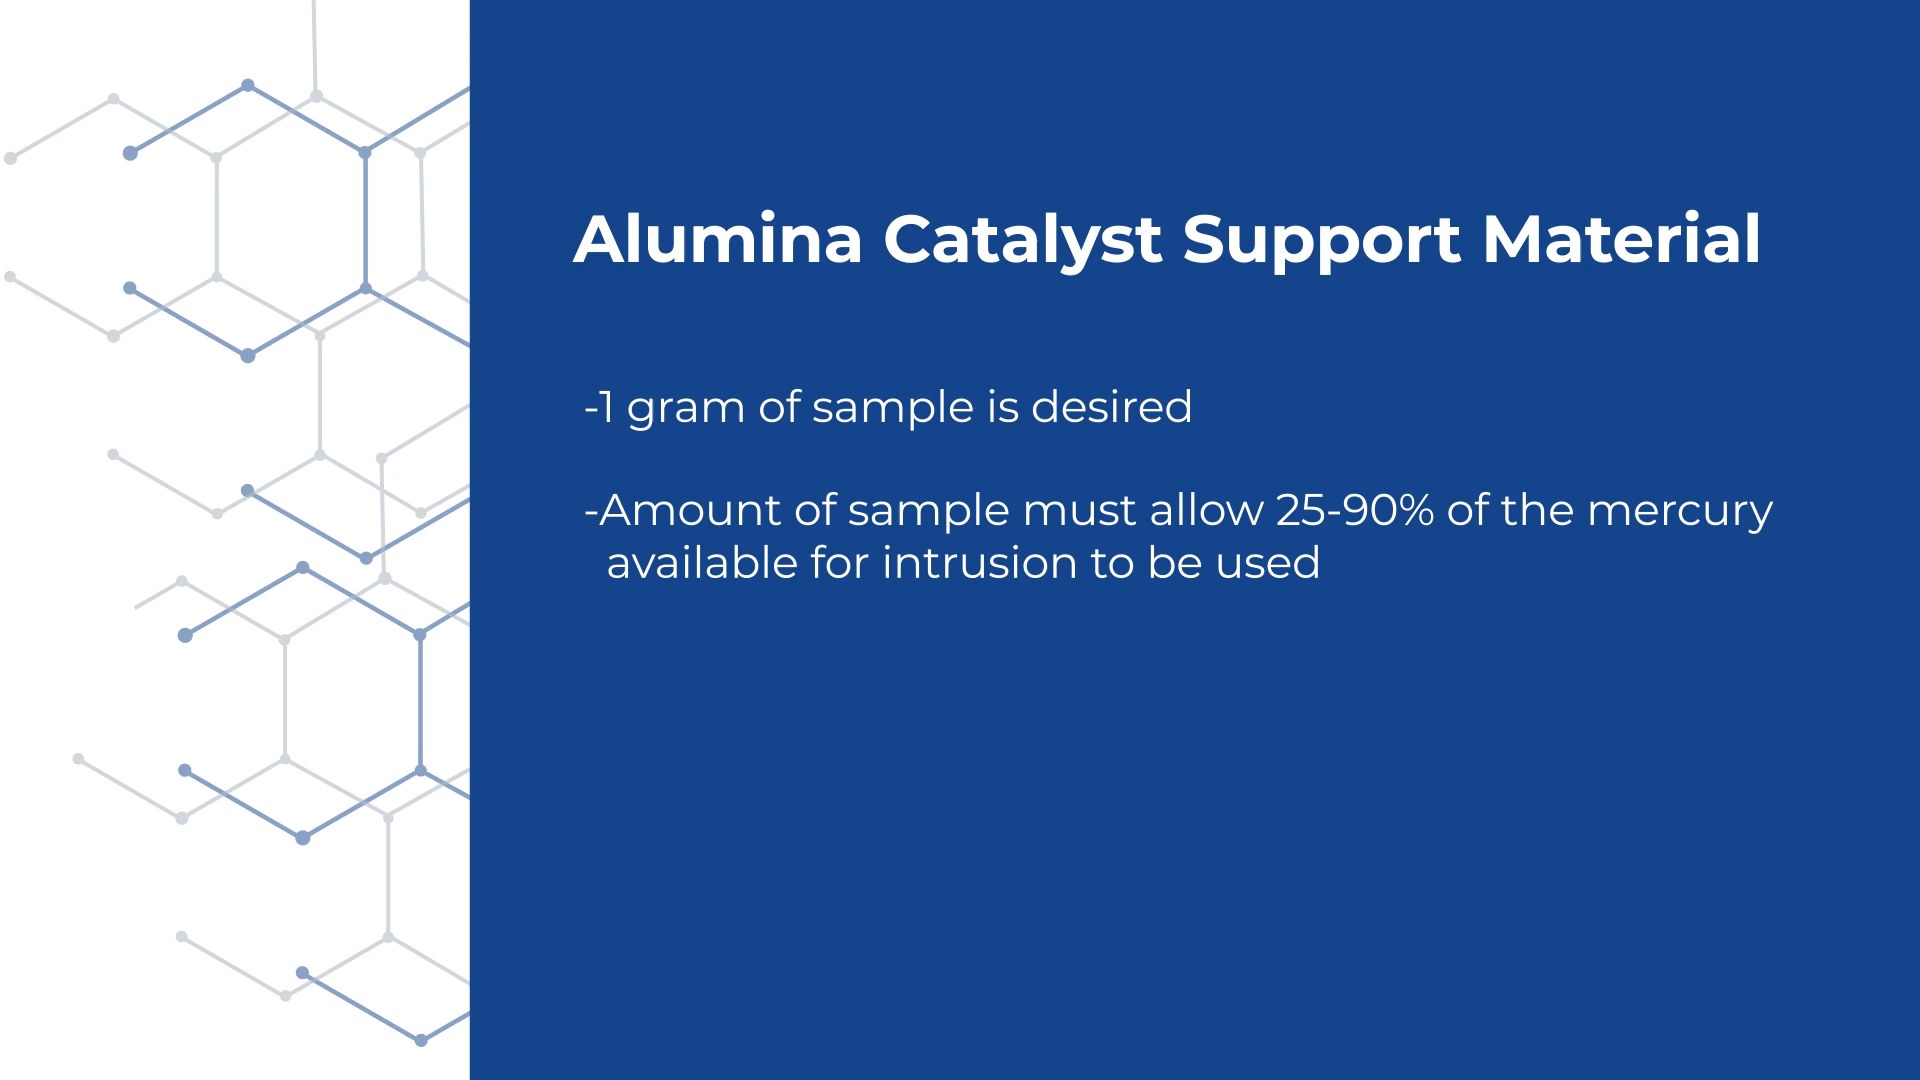 Alumina Catalyst Support Material
-1 gram of sample is desired
-Amount of sample must allow 25-90% of the mercury
available for intrusion to be used